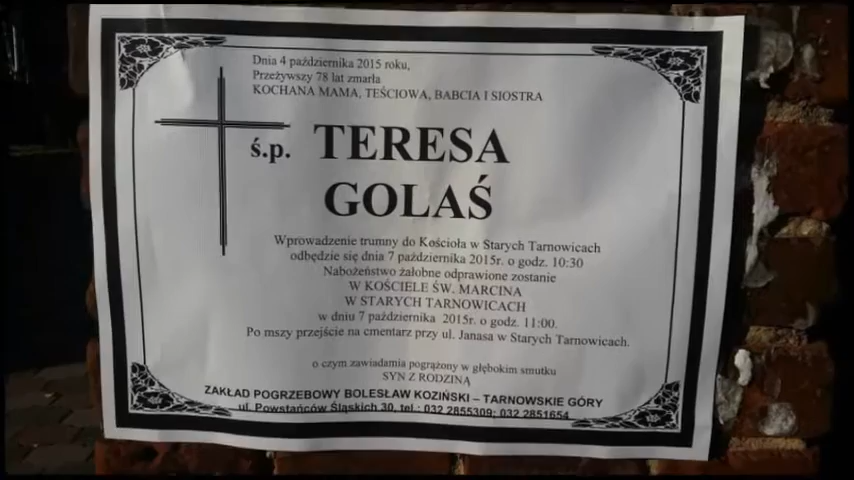 Dnia 4 października 2015 roku,
Przeżywszy 78 lat zmarła
KOCHANA MAMA, TEŚCIOWA, BABCIA I SIOSTRA
ś.p. TERESA
GOLAŚ
Wprowadzenie trumny do Kościoła w Starych Tarnowicach
odbędzie się dnia 7 października 2015r. o godz. 10:30
Nabożeństwo żałobne odprawione zostanie
W KOŚCIELE ŚW. MARCINA
W STARYCH TARNOWICACH
w dniu 7 października 2015r. o godz. 11:00.
Po mszy przejście na cmentarz przy ul. Janasa w Starych Tarnowicach.
o czym zawiadamia pogrążony w głębokim smutku
SYN Z RODZINĄ
ZAKŁAD POGRZEBOWY BOLESŁAW KOZIŃSKI – TARNOWSKIE GÓRY
ul. Powstańców Śląskich 30, tel.: 032 2855309; 032 2851654